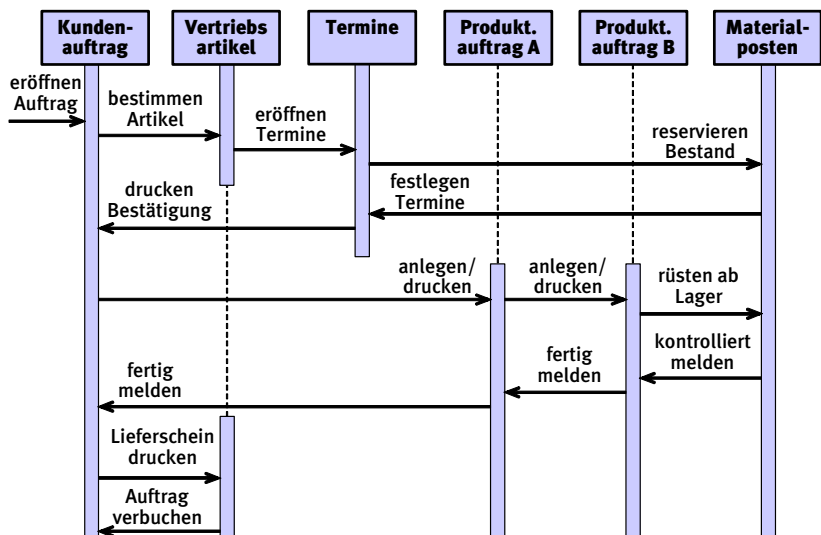 Kunden-
auftrag
Vertriebs
artikel
Termine
Produkt.
auftrag A
Produkt.
auftrag B
Material-
posten
eröffnen
Auftrag
bestimmen
Artikel
eröffnen
Termine
reservieren
Bestand
festlegen
Termine
drucken
Bestätigung
anlegen/
drucken
anlegen/
drucken
rüsten ab
Lager
kontrolliert
melden
fertig
melden
fertig
melden
Lieferschein
drucken
Auftrag
verbuchen